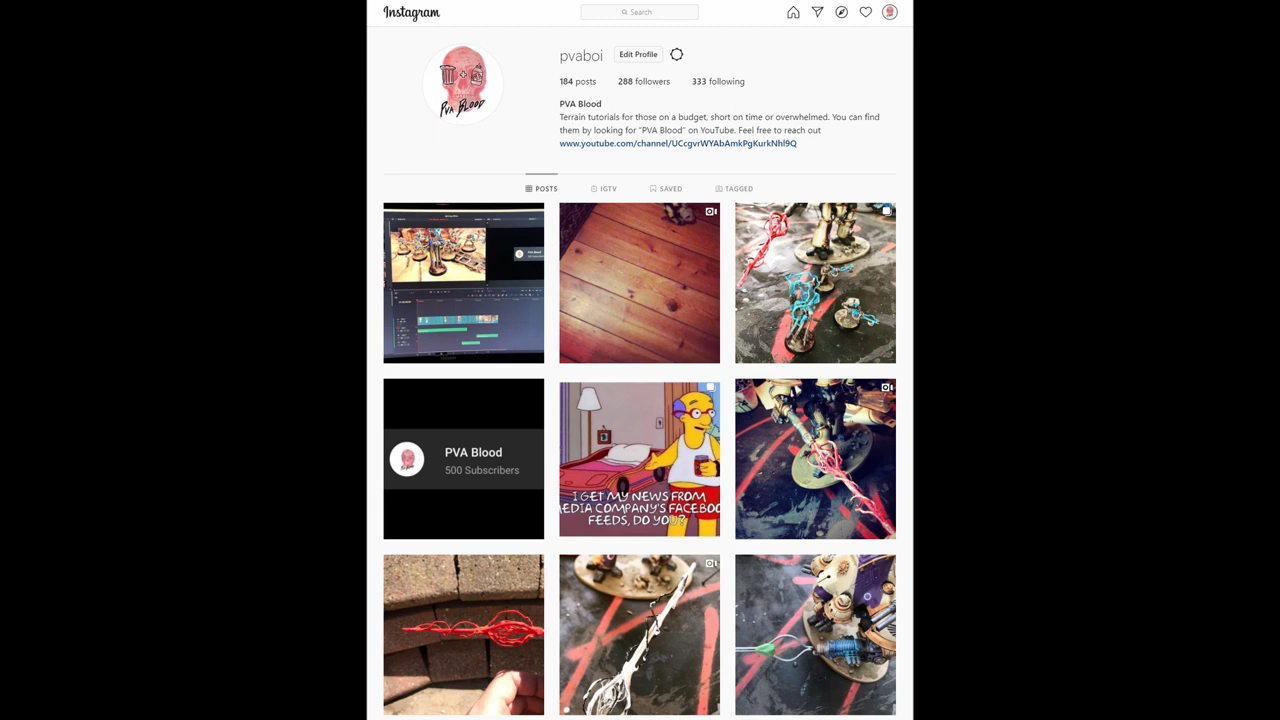 Instagram
Search
pvaboi
Edit Profile
184 posts
288 followers
333 following
PVA Blood
Terrain tutorials for those on a budget, short on time or overwhelmed. You can find
them by looking for "PVA Blood" on YouTube. Feel free to reach out
www.youtube.com/channel/UCcgvrWYAbAmkPgKurkNhl9Q
PVA BLOOD
POSTS
IGTV
SAVED
TAGGED
PVA Blood
500 Subscribers
I GET MY NEWS FROM
EDIA COMPANY'S FACEBOO
FEEDS, DO YOU?